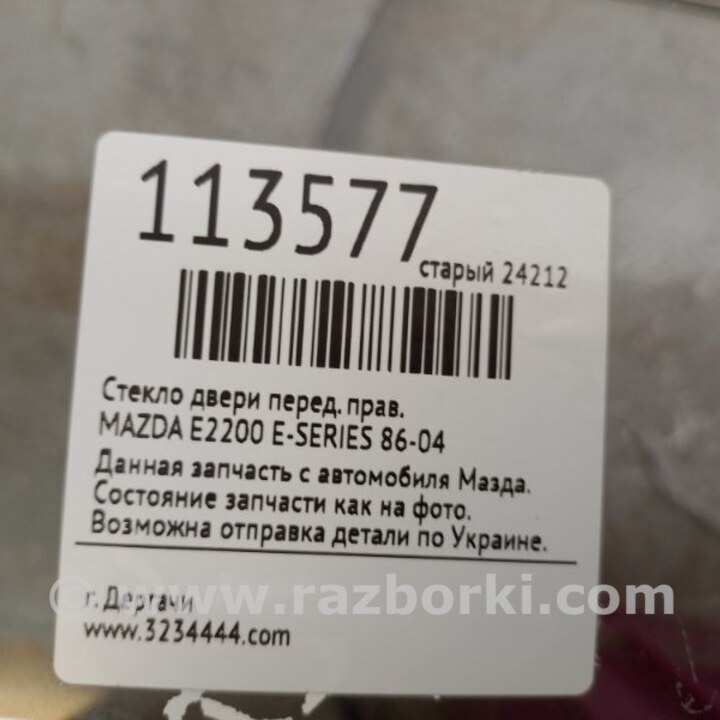 113577
старый 24212
Стекло двери перед. прав.
MAZDA E2200 E-SERIES 86-04
Данная запчасть с автомобиля Мазда.
Состояние запчасти как на фото.
Возможна отправка детали по Украине.
г. Дергачи
www.3234444.com
© www.razborki.com